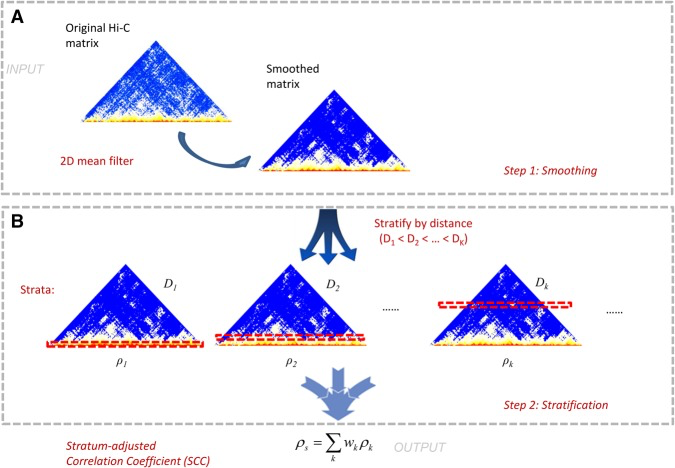 A
Original Hi-C
matrix
INPUT
Smoothed
matrix
2D mean filter
Step 1: Smoothing
B
Stratify by distance
(D₁ < D₂ < ... < Dₖ)
Strata:
D₁
D₂
......
Dₖ
......
ρ₁
ρ₂
ρₖ
Step 2: Stratification
Stratum-adjusted
Correlation Coefficient (SCC)
ρₛ = ∑ₖ wₖρₖ
OUTPUT